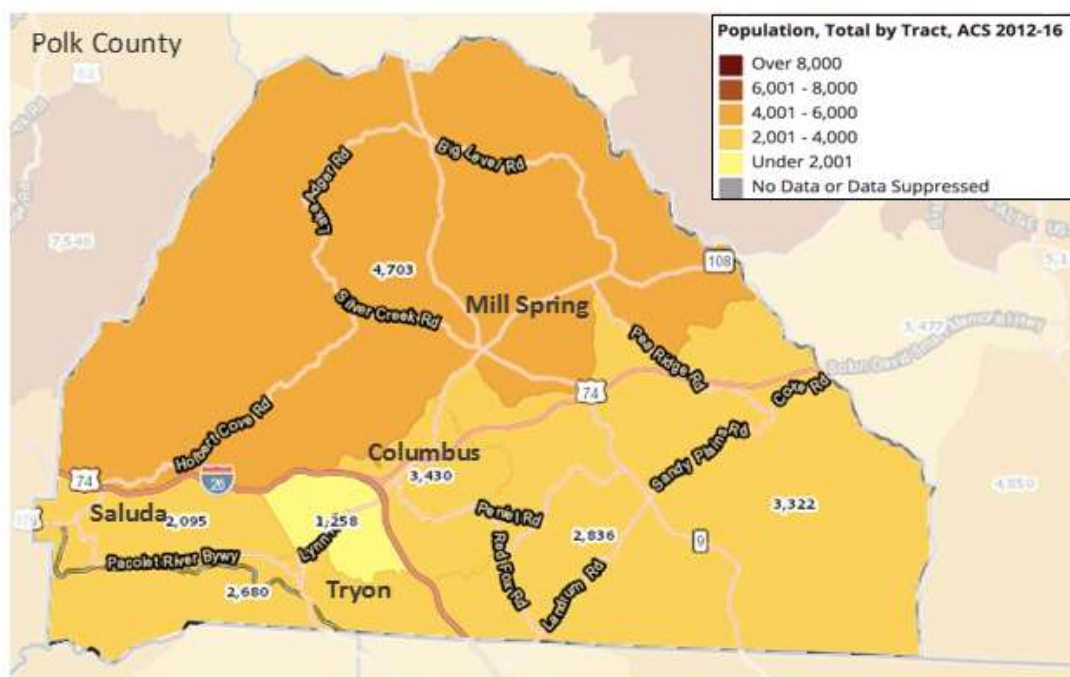 Polk County
Population, Total by Tract, ACS 2012-16
Over 8,000
6,001 - 8,000
4,001 - 6,000
2,001 - 4,000
Under 2,001
No Data or Data Suppressed
Big Level Rd
Lake Adger Rd
7,540
4,703
108
Mill Spring
Silver Creek Rd
3,477
Pea Ridge Rd
74
Cove Rd
Holbert Cove Rd
Sandy Plains Rd
Columbus
3,430
74
26
4,850
3,322
Saluda
2,095
1,258
Peniel Rd
2,836
9
Lynn
Red Fox Rd
Pacolet River Bywy
Landrum Rd
2,680
Tryon